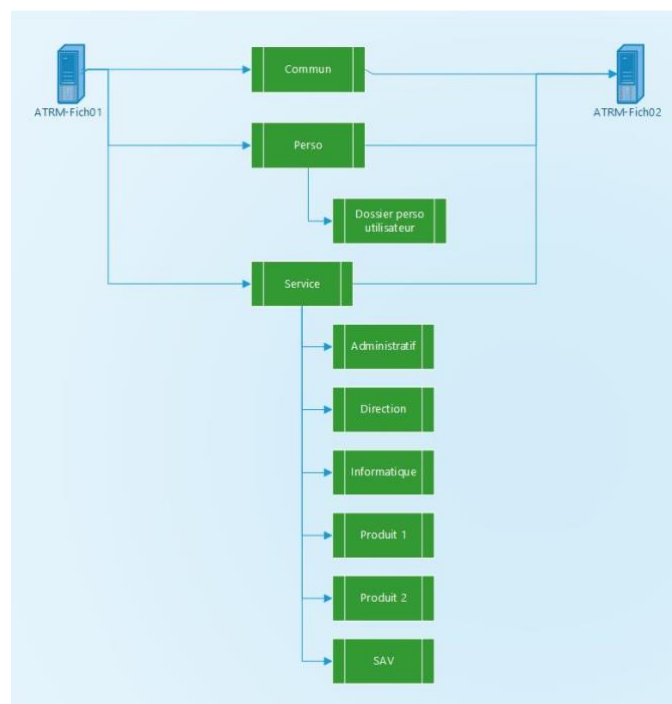 Commun
ATRM-Fich01
ATRM-Fich02
Perso
Dossier perso
utilisateur
Service
Administratif
Direction
Informatique
Produit 1
Produit 2
SAV